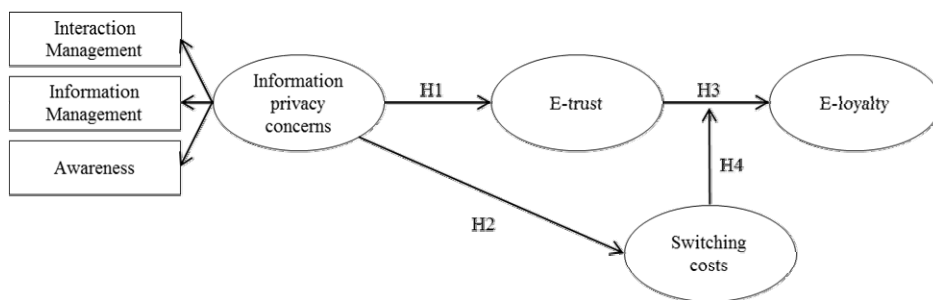 Interaction
Management
Information
Management
Awareness
Information
privacy
concerns
H1
E-trust
H3
E-loyalty
H4
H2
Switching
costs